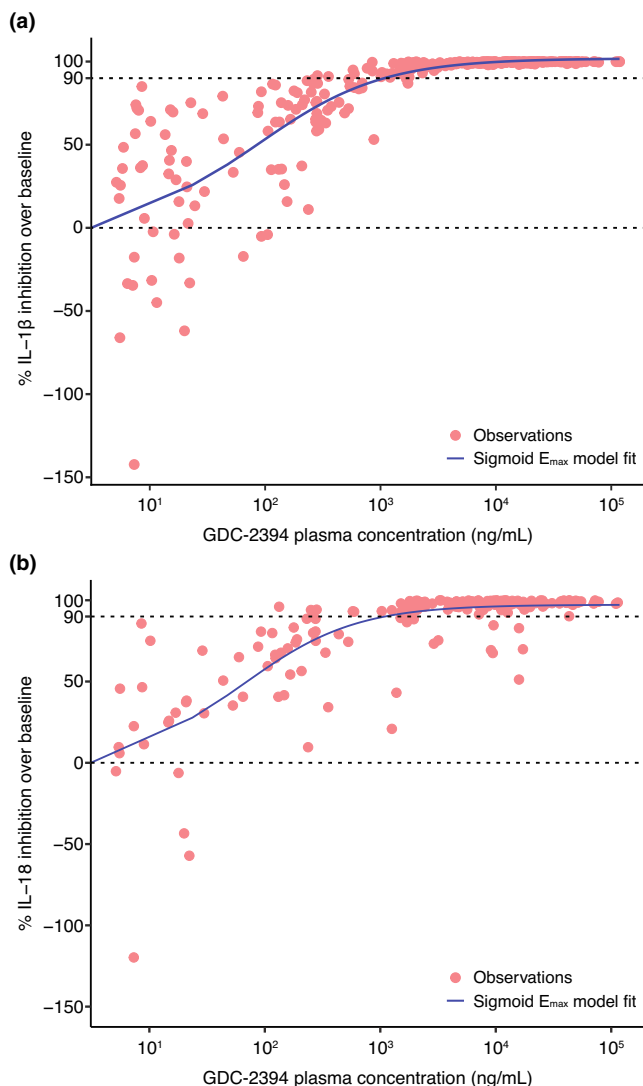 (a)
100
90
50
0
−50
−100
−150
% IL−1β inhibition over baseline
Observations
Sigmoid Emax model fit
10¹ 10² 10³ 10⁴ 10⁵
GDC-2394 plasma concentration (ng/mL)
(b)
100
90
50
0
−50
−100
−150
% IL−18 inhibition over baseline
Observations
Sigmoid Emax model fit
10¹ 10² 10³ 10⁴ 10⁵
GDC-2394 plasma concentration (ng/mL)